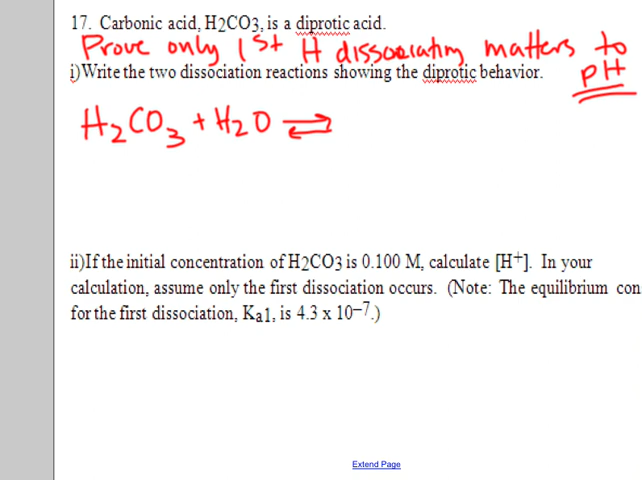 17. Carbonic acid, H2CO3, is a diprotic acid.
Prove only 1st H dissociating matters to
i)Write the two dissociation reactions showing the diprotic behavior.
pH
H2CO3 + H2O ⇌
ii)If the initial concentration of H2CO3 is 0.100 M, calculate [H+]. In your
calculation, assume only the first dissociation occurs. (Note: The equilibrium con
for the first dissociation, Ka1, is 4.3 x 10−7.)
Extend Page